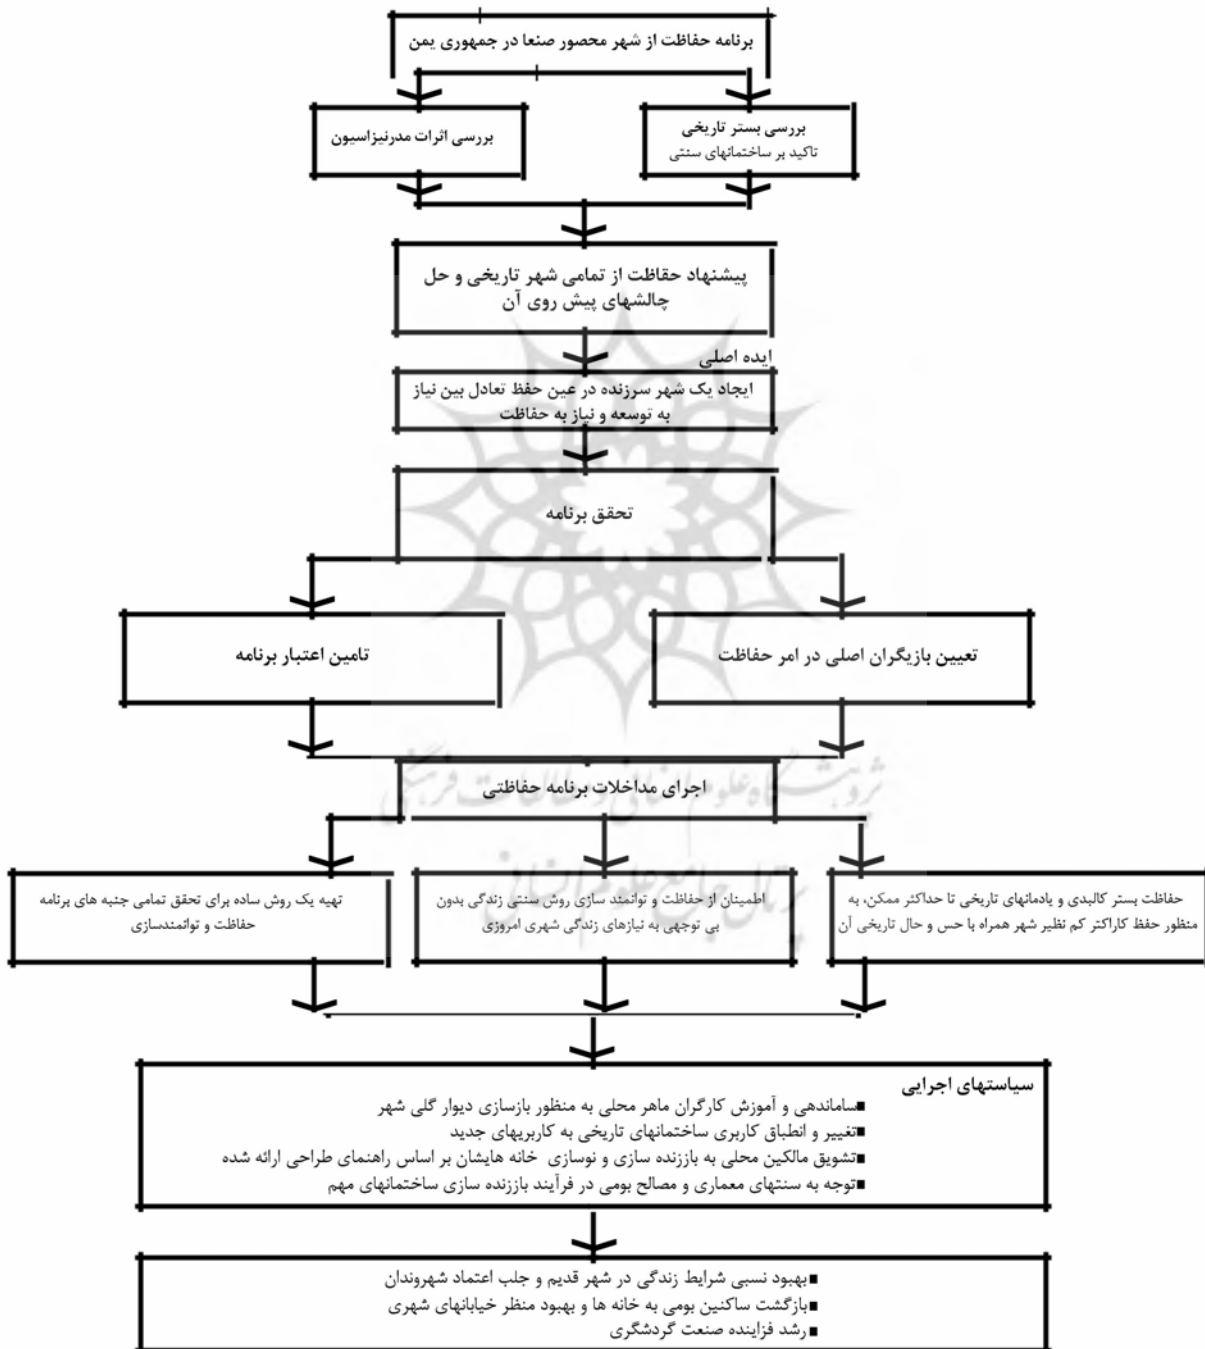 برنامه حفاظت از شهر محصور صنعا در جمهوری یمن
بررسی بستر تاریخی
تاکید بر ساختمانهای سنتی
بررسی اثرات مدرنیزاسیون
پیشنهاد حفاظت از تمامی شهر تاریخی و حل
چالشهای پیش روی آن
ایده اصلی
ایجاد یک شهر سرزنده در عین حفظ تعادل بین نیاز
به توسعه و نیاز به حفاظت
تحقق برنامه
تعیین بازیگران اصلی در امر حفاظت
تامین اعتبار برنامه
پژوهشگاه علوم انسانی و مطالعات فرهنگی
اجرای مداخلات برنامه حفاظتی
پرتال جامع علوم انسانی
حفاظت بستر کالبدی و یادمانهای تاریخی تا حداکثر ممکن، به
منظور حفظ کاراکتر کم نظیر شهر همراه با حس و حال تاریخی آن
اطمینان از حفاظت و توانمند سازی روش سنتی زندگی بدون
بی توجهی به نیازهای زندگی شهری امروزی
تهیه یک روش ساده برای تحقق تمامی جنبه های برنامه
حفاظت و توانمندسازی
سیاستهای اجرایی
■ساماندهی و آموزش کارگران ماهر محلی به منظور بازسازی دیوار گلی شهر
■تغییر و انطباق کاربری ساختمانهای تاریخی به کاربریهای جدید
■تشویق مالکین محلی به باززنده سازی و نوسازی خانه هایشان بر اساس راهنمای طراحی ارائه شده
■توجه به سنتهای معماری و مصالح بومی در فرآیند باززنده سازی ساختمانهای مهم
■بهبود نسبی شرایط زندگی در شهر قدیم و جلب اعتماد شهروندان
■بازگشت ساکنین بومی به خانه ها و بهبود منظر خیابانهای شهری
■رشد فزاینده صنعت گردشگری